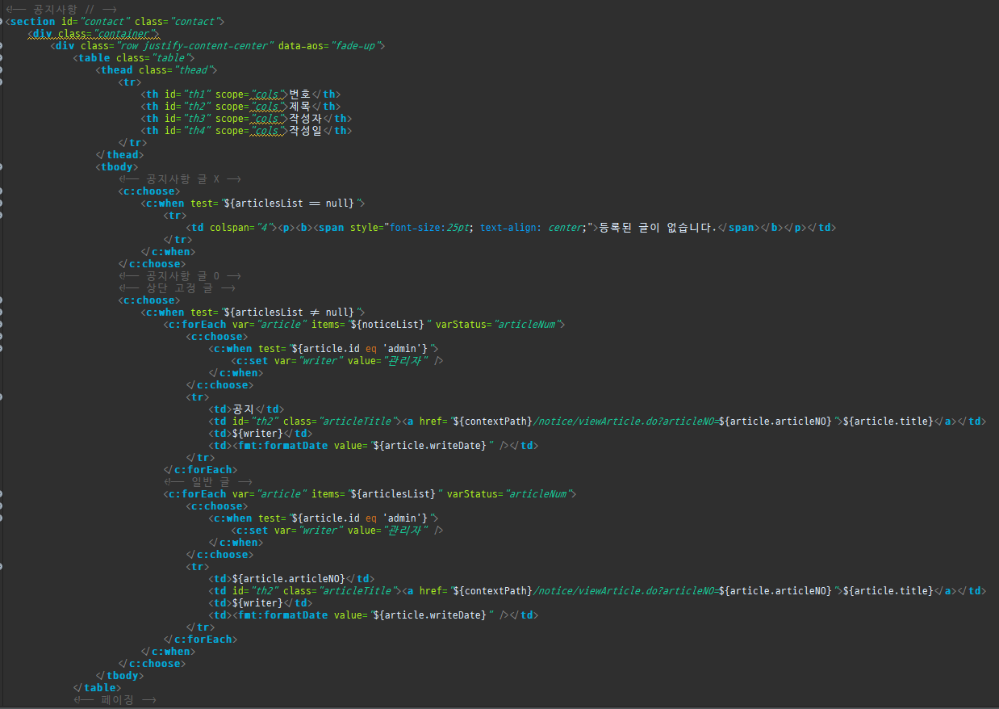 <!-- 공지사항 // -->
<section id="contact" class="contact">
<div class="container">
<div class="row justify-content-center" data-aos="fade-up">
<table class="table">
<thead class="thead">
<tr>
<th id="th1" scope="cols">번호</th>
<th id="th2" scope="cols">제목</th>
<th id="th3" scope="cols">작성자</th>
<th id="th4" scope="cols">작성일</th>
</tr>
</thead>
<tbody>
<!-- 공지사항 글 X -->
<c:choose>
<c:when test="${articlesList == null}">
<tr>
<td colspan="4"><p><b><span style="font-size:25pt; text-align: center;">등록된 글이 없습니다.</span></b></p></td>
</tr>
</c:when>
</c:choose>
<!-- 공지사항 글 O -->
<!-- 상단 고정 글 -->
<c:choose>
<c:when test="${articlesList != null}">
<c:forEach var="article" items="${noticeList}" varStatus="articleNum">
<c:choose>
<c:when test="${article.id eq 'admin'}">
<c:set var="writer" value="관리자" />
</c:when>
</c:choose>
<tr>
<td>공지</td>
<td id="th2" class="articleTitle"><a href="${contextPath}/notice/viewArticle.do?articleNO=${article.articleNO}">${article.title}</a></td>
<td>${writer}</td>
<td><fmt:formatDate value="${article.writeDate}" /></td>
</tr>
</c:forEach>
<!-- 일반 글 -->
<c:forEach var="article" items="${articlesList}" varStatus="articleNum">
<c:choose>
<c:when test="${article.id eq 'admin'}">
<c:set var="writer" value="관리자" />
</c:when>
</c:choose>
<tr>
<td>${article.articleNO}</td>
<td id="th2" class="articleTitle"><a href="${contextPath}/notice/viewArticle.do?articleNO=${article.articleNO}">${article.title}</a></td>
<td>${writer}</td>
<td><fmt:formatDate value="${article.writeDate}" /></td>
</tr>
</c:forEach>
</c:when>
</c:choose>
</tbody>
</table>
<!-- 페이징 -->